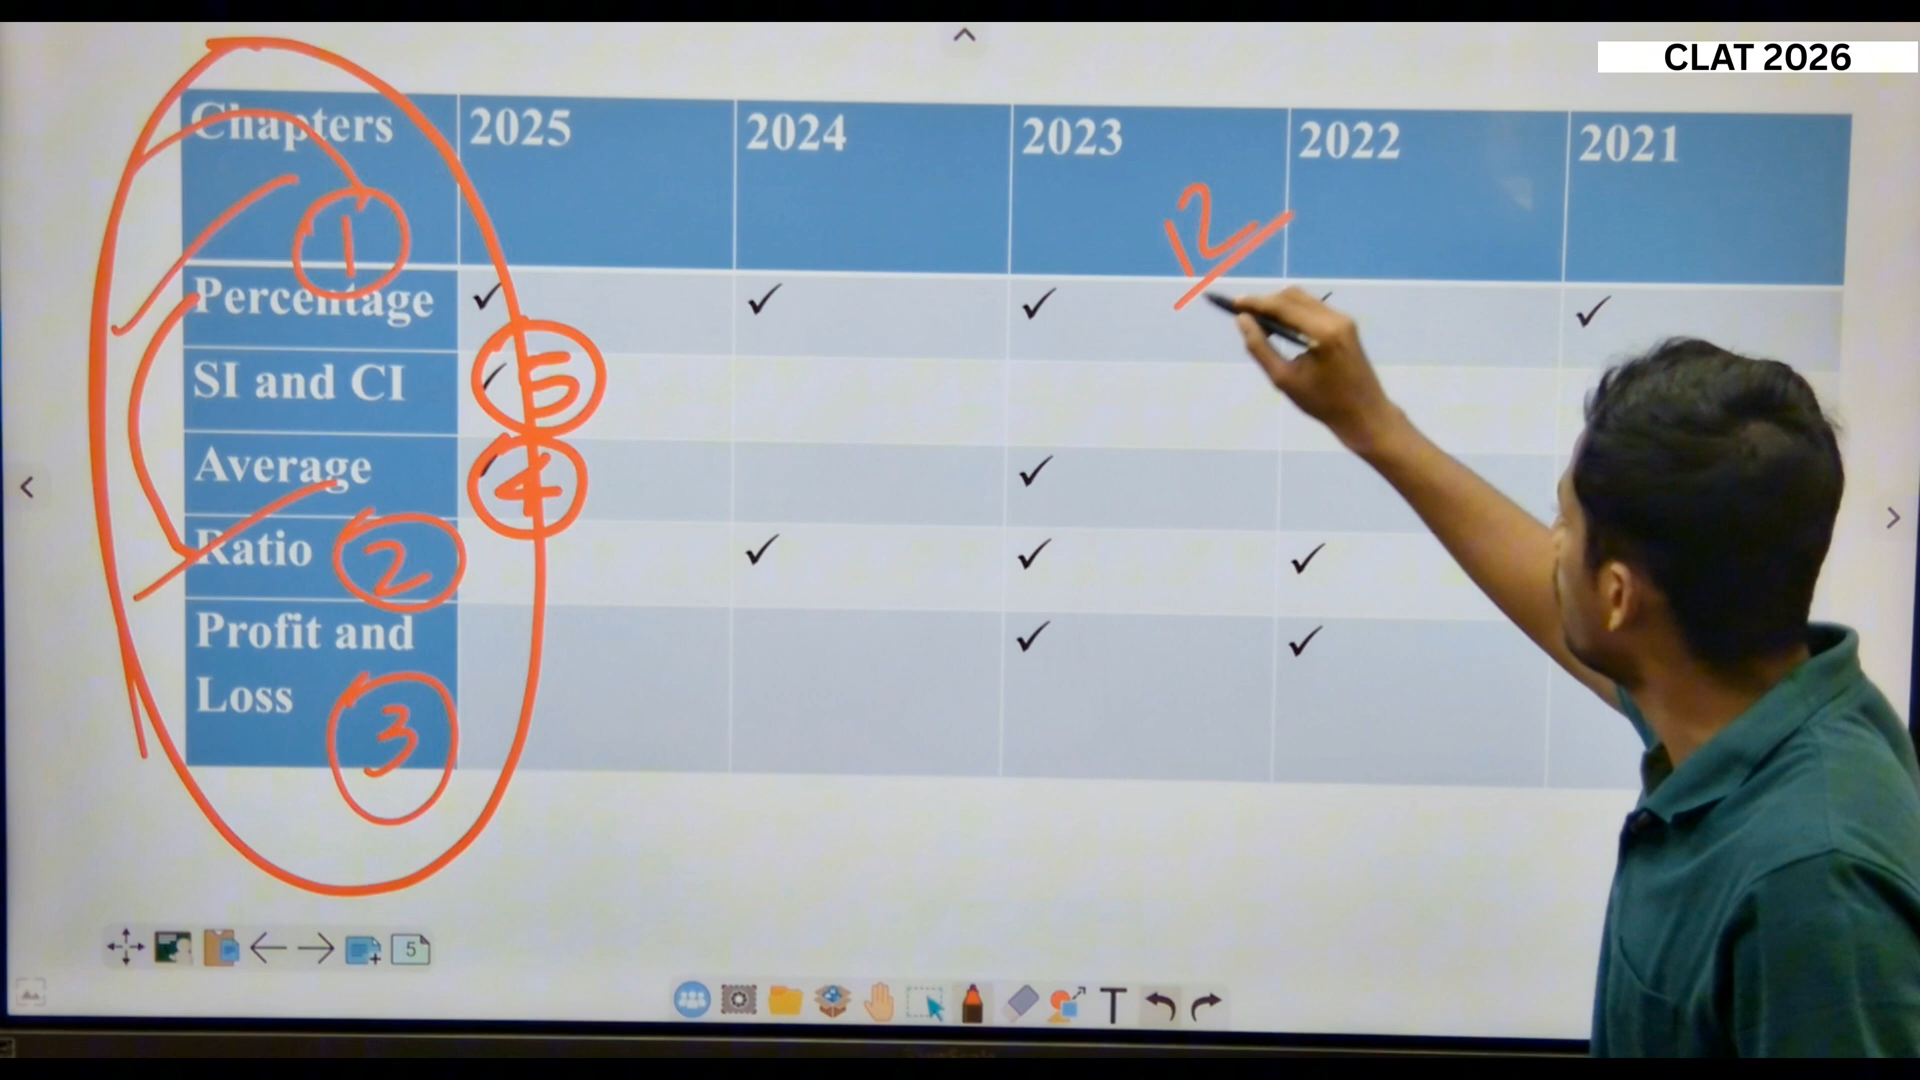 CLAT 2026
Chapters 2025 2024 2023 2022 2021
1
12
Percentage ✓ ✓ ✓ ✓ ✓
SI and CI ✓ 5
Average ✓ 4 ✓
Ratio 2 ✓ ✓ ✓
Profit and ✓ ✓
Loss
3
5
T